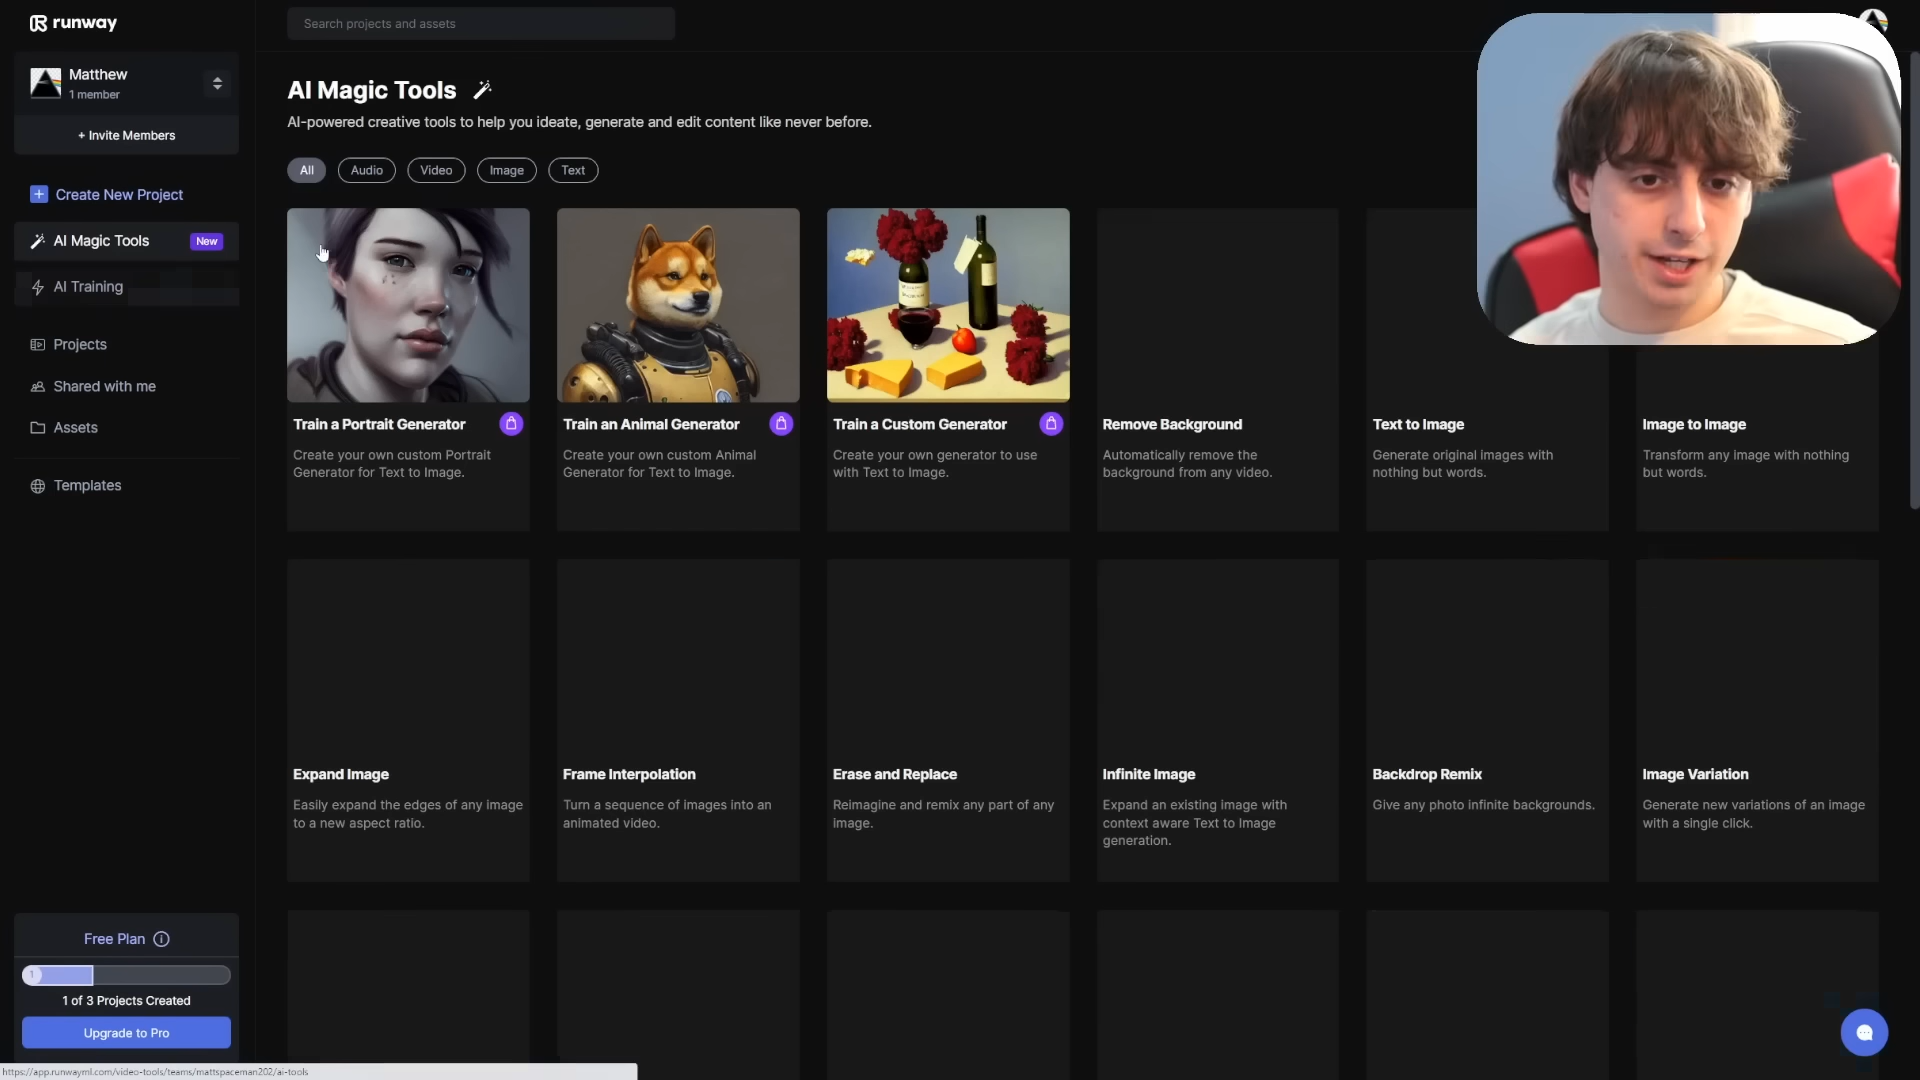 runway
Search projects and assets
Matthew
1 member
+ Invite Members
Create New Project
AI Magic Tools
New
AI Training
Projects
Shared with me
Assets
Templates
Free Plan
1
1 of 3 Projects Created
Upgrade to Pro
AI Magic Tools
AI-powered creative tools to help you ideate, generate and edit content like never before.
All
Audio
Video
Image
Text
Train a Portrait Generator
Create your own custom Portrait
Generator for Text to Image.
Train an Animal Generator
Create your own custom Animal
Generator for Text to Image.
Train a Custom Generator
Create your own generator to use
with Text to Image.
Remove Background
Automatically remove the
background from any video.
Text to Image
Generate original images with
nothing but words.
Image to Image
Transform any image with nothing
but words.
Expand Image
Easily expand the edges of any image
to a new aspect ratio.
Frame Interpolation
Turn a sequence of images into an
animated video.
Erase and Replace
Reimagine and remix any part of any
image.
Infinite Image
Expand an existing image with
context aware Text to Image
generation.
Backdrop Remix
Give any photo infinite backgrounds.
Image Variation
Generate new variations of an image
with a single click.
https://app.runwayml.com/video-tools/teams/mattspaceman202/ai-tools